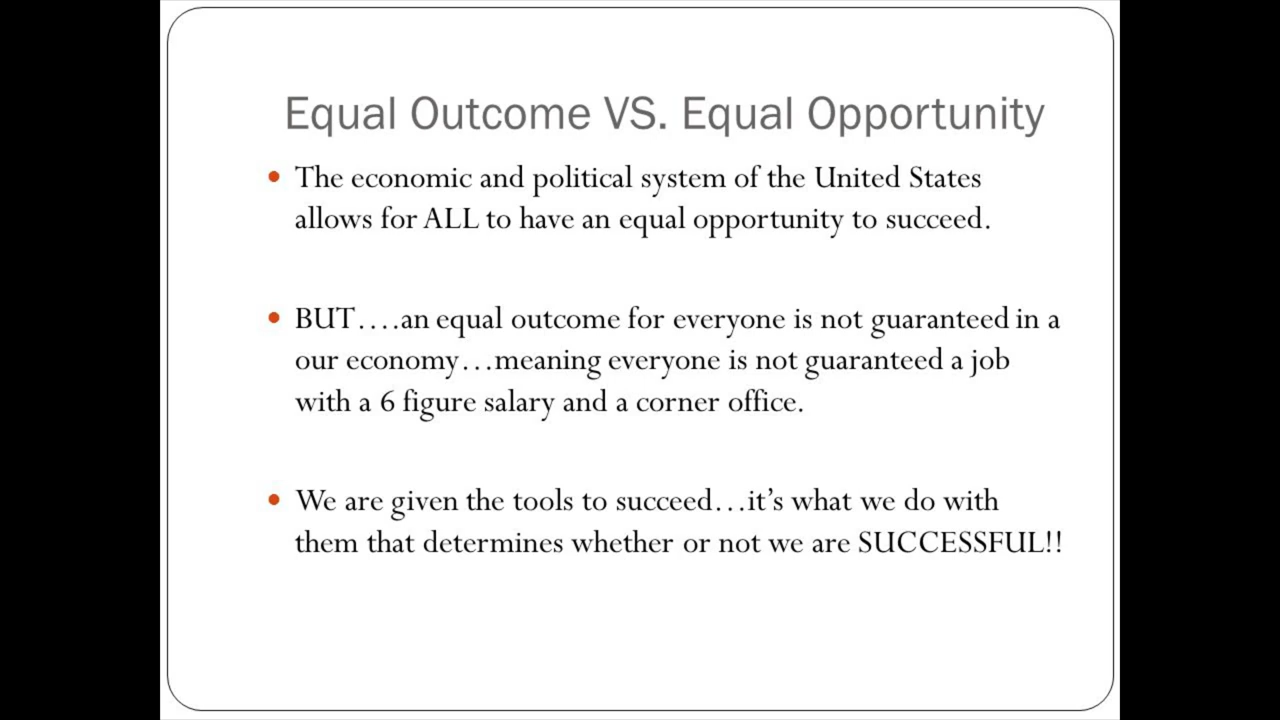 Equal Outcome VS. Equal Opportunity
• The economic and political system of the United States
allows for ALL to have an equal opportunity to succeed.
• BUT….an equal outcome for everyone is not guaranteed in a
our economy…meaning everyone is not guaranteed a job
with a 6 figure salary and a corner office.
• We are given the tools to succeed…it’s what we do with
them that determines whether or not we are SUCCESSFUL!!